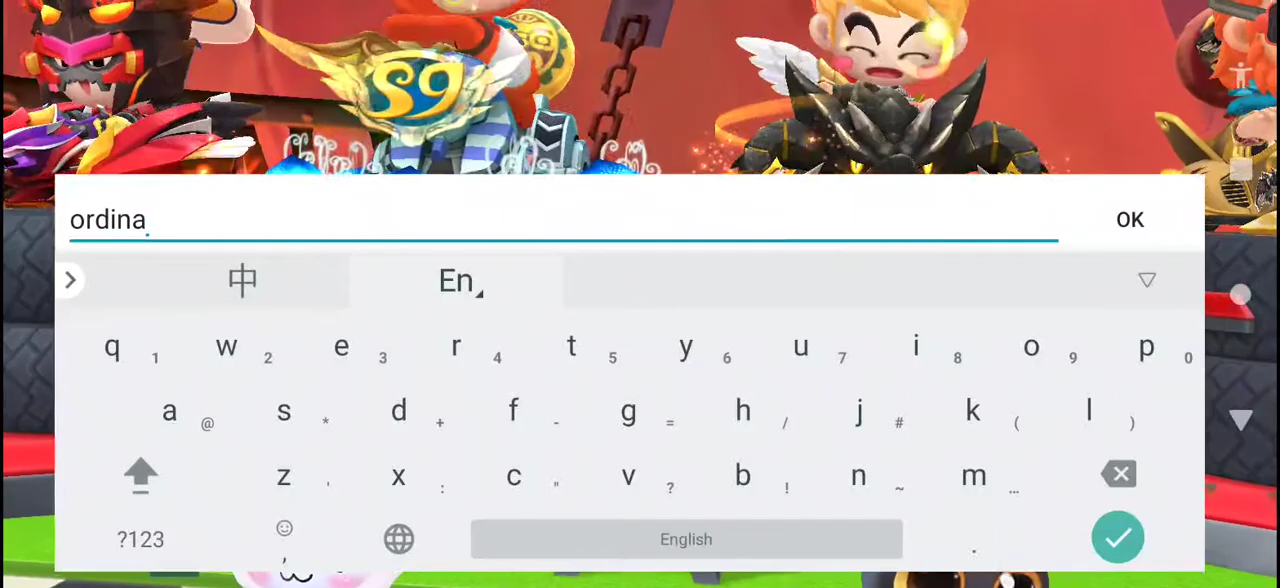 S9
ordina
OK
中 En
q 1 w 2 e 3 r 4 t 5 y 6 u 7 i 8 o 9 p 0
a @ s * d + f - g = h / j # k ( l )
z ' x : c " v ? b ! n ~ m …
?123 , English .